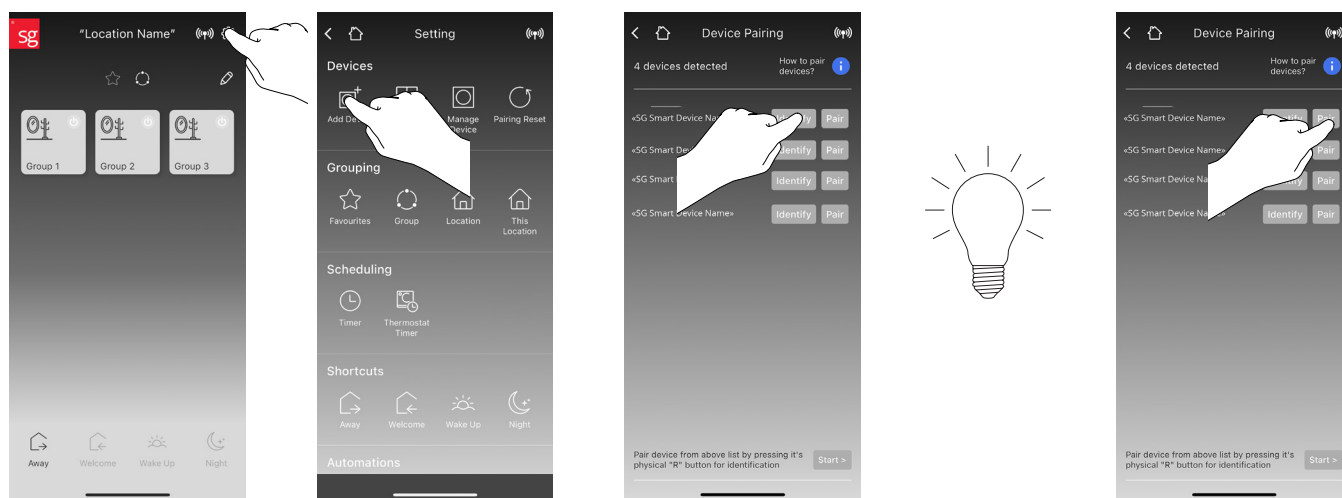 sg
"Location Name"
Group 1
Group 2
Group 3
Away
Welcome
Wake Up
Night
Setting
Devices
Add
Manage
Device
Pairing Reset
Grouping
Favourites
Group
Location
This
Location
Scheduling
Timer
Thermostat
Timer
Shortcuts
Away
Welcome
Wake Up
Night
Automations
Device Pairing
4 devices detected
How to pair
devices?
i
«SG Smart Device
Pair
«SG Smart
Pair
«SG Smart
Identify
Pair
«SG Smart Device Name»
Identify
Pair
Pair device from above list by pressing it's
physical "R" button for identification
Start >
Device Pairing
4 devices detected
How to pair
devices?
i
«SG Smart Device Name»
Pair
«SG Smart Device Name»
Pair
«SG Smart Device
Pair
«SG Smart Device
Identify
Pair
Pair device from above list by pressing it's
physical "R" button for identification
Start >